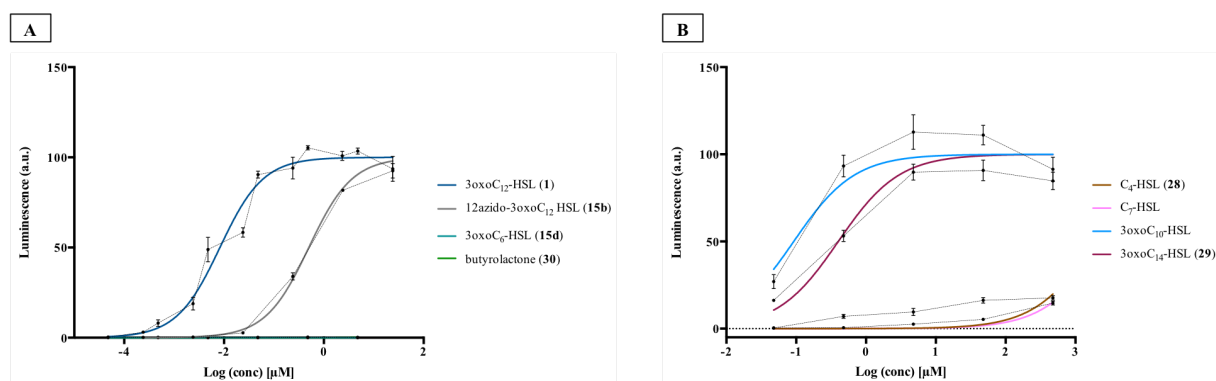 A
Luminescence (a.u.)
150
100
50
0
-4
-2
0
2
Log (conc) [µM]
3oxoC₁₂-HSL (1)
12azido-3oxoC₁₂ HSL (15b)
3oxoC₆-HSL (15d)
butyrolactone (30)
B
Luminescence (a.u.)
150
100
50
0
-2
-1
0
1
2
3
Log (conc) [µM]
C₄-HSL (28)
C₇-HSL
3oxoC₁₀-HSL
3oxoC₁₄-HSL (29)